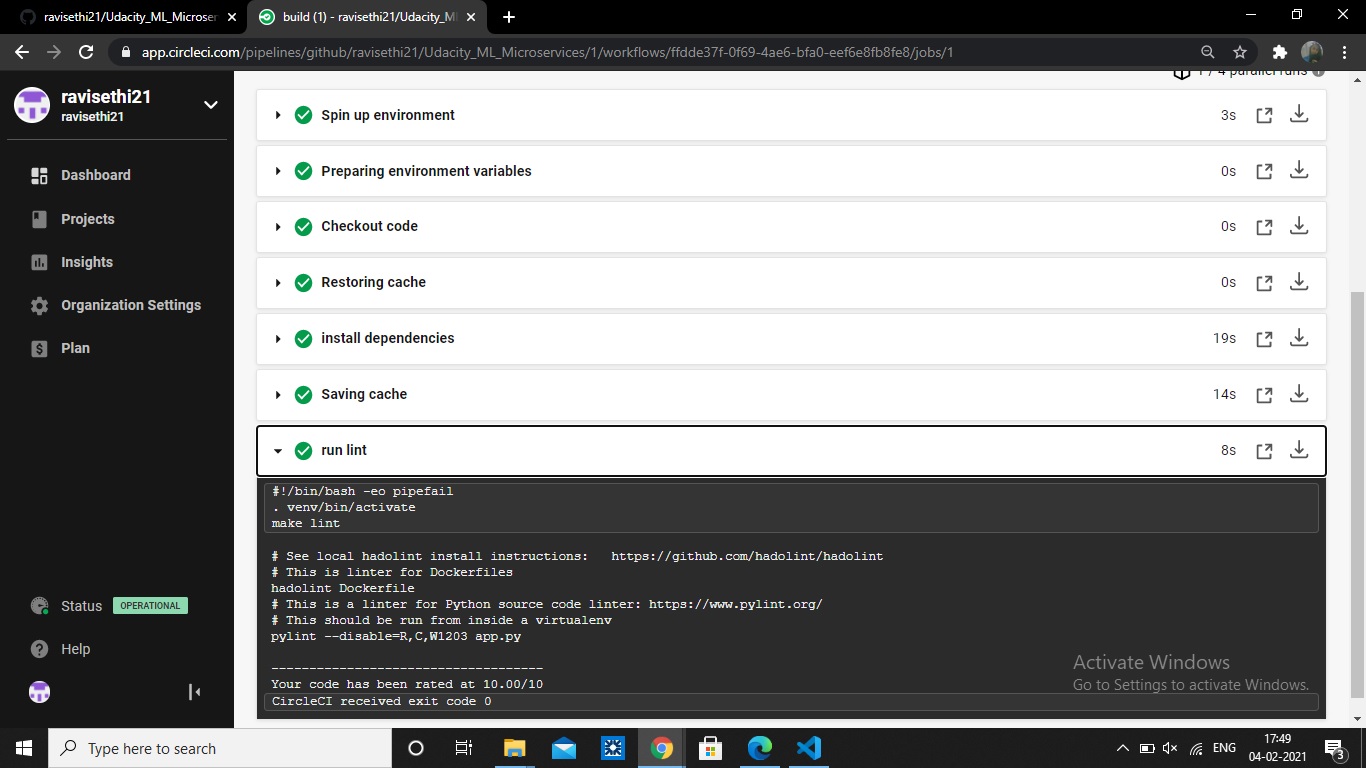 ravisethi21/Udacity_ML_Microser
build (1) - ravisethi21/Udacity_ML
app.circleci.com/pipelines/github/ravisethi21/Udacity_ML_Microservices/1/workflows/ffdde37f-0f69-4ae6-bfa0-eef6e8fb8fe8/jobs/1
ravisethi21
ravisethi21
Dashboard
Projects
Insights
Organization Settings
Plan
Status OPERATIONAL
Help
1 / 4 parallel runs
Spin up environment 3s
Preparing environment variables 0s
Checkout code 0s
Restoring cache 0s
install dependencies 19s
Saving cache 14s
run lint 8s
#!/bin/bash -eo pipefail
. venv/bin/activate
make lint
# See local hadolint install instructions:   https://github.com/hadolint/hadolint
# This is linter for Dockerfiles
hadolint Dockerfile
# This is a linter for Python source code linter: https://www.pylint.org/
# This should be run from inside a virtualenv
pylint --disable=R,C,W1203 app.py
------------------------------------
Your code has been rated at 10.00/10
CircleCI received exit code 0
Activate Windows
Go to Settings to activate Windows.
Type here to search
ENG
17:49
04-02-2021
3